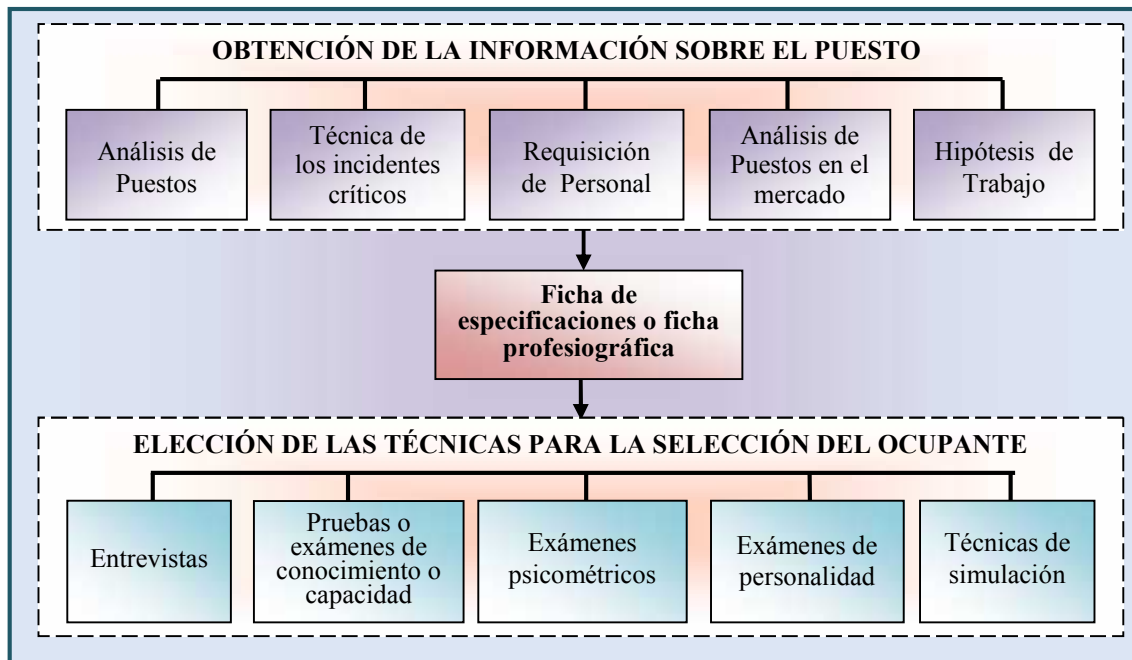 OBTENCIÓN DE LA INFORMACIÓN SOBRE EL PUESTO
Análisis de
Puestos
Técnica de
los incidentes
críticos
Requisición
de Personal
Análisis de
Puestos en el
mercado
Hipótesis de
Trabajo
Ficha de
especificaciones o ficha
profesiográfica
ELECCIÓN DE LAS TÉCNICAS PARA LA SELECCIÓN DEL OCUPANTE
Entrevistas
Pruebas o
exámenes de
conocimiento o
capacidad
Exámenes
psicométricos
Exámenes de
personalidad
Técnicas de
simulación